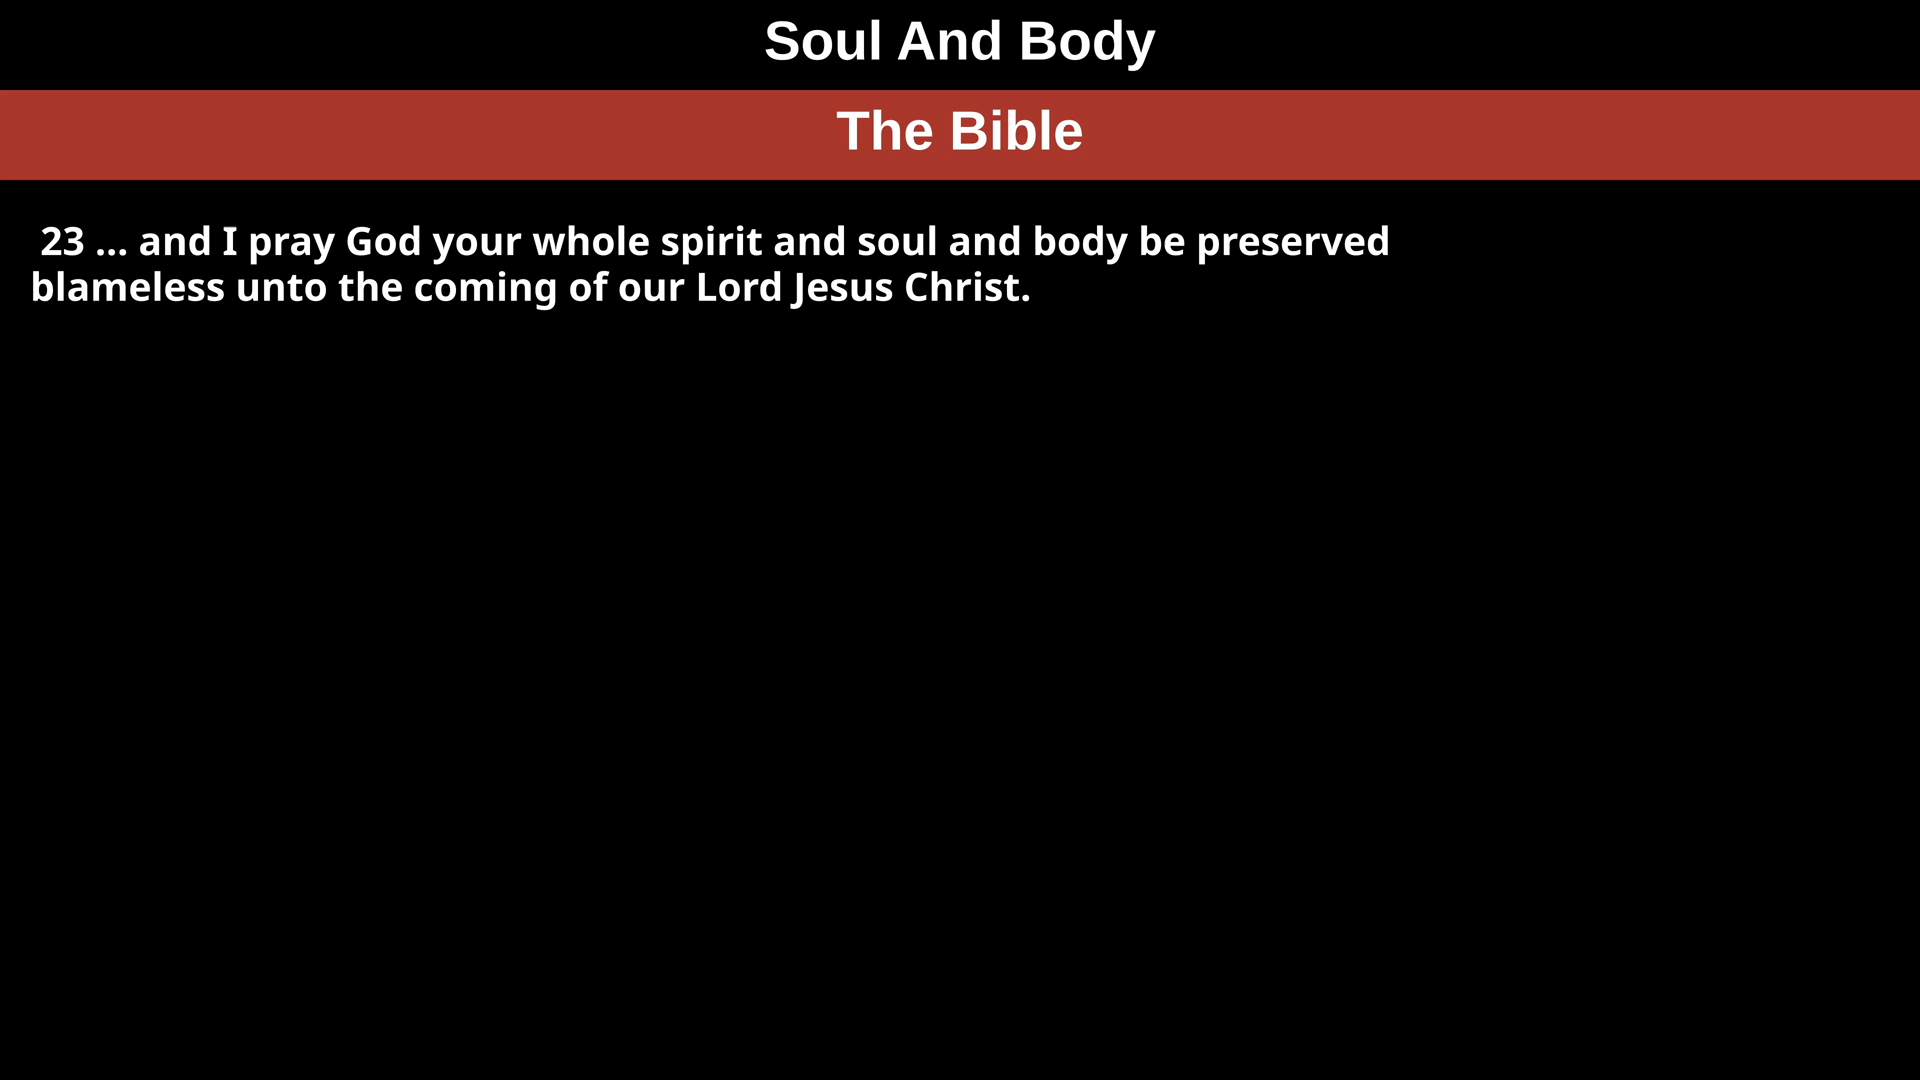 Soul And Body
The Bible
23 ... and I pray God your whole spirit and soul and body be preserved
blameless unto the coming of our Lord Jesus Christ.